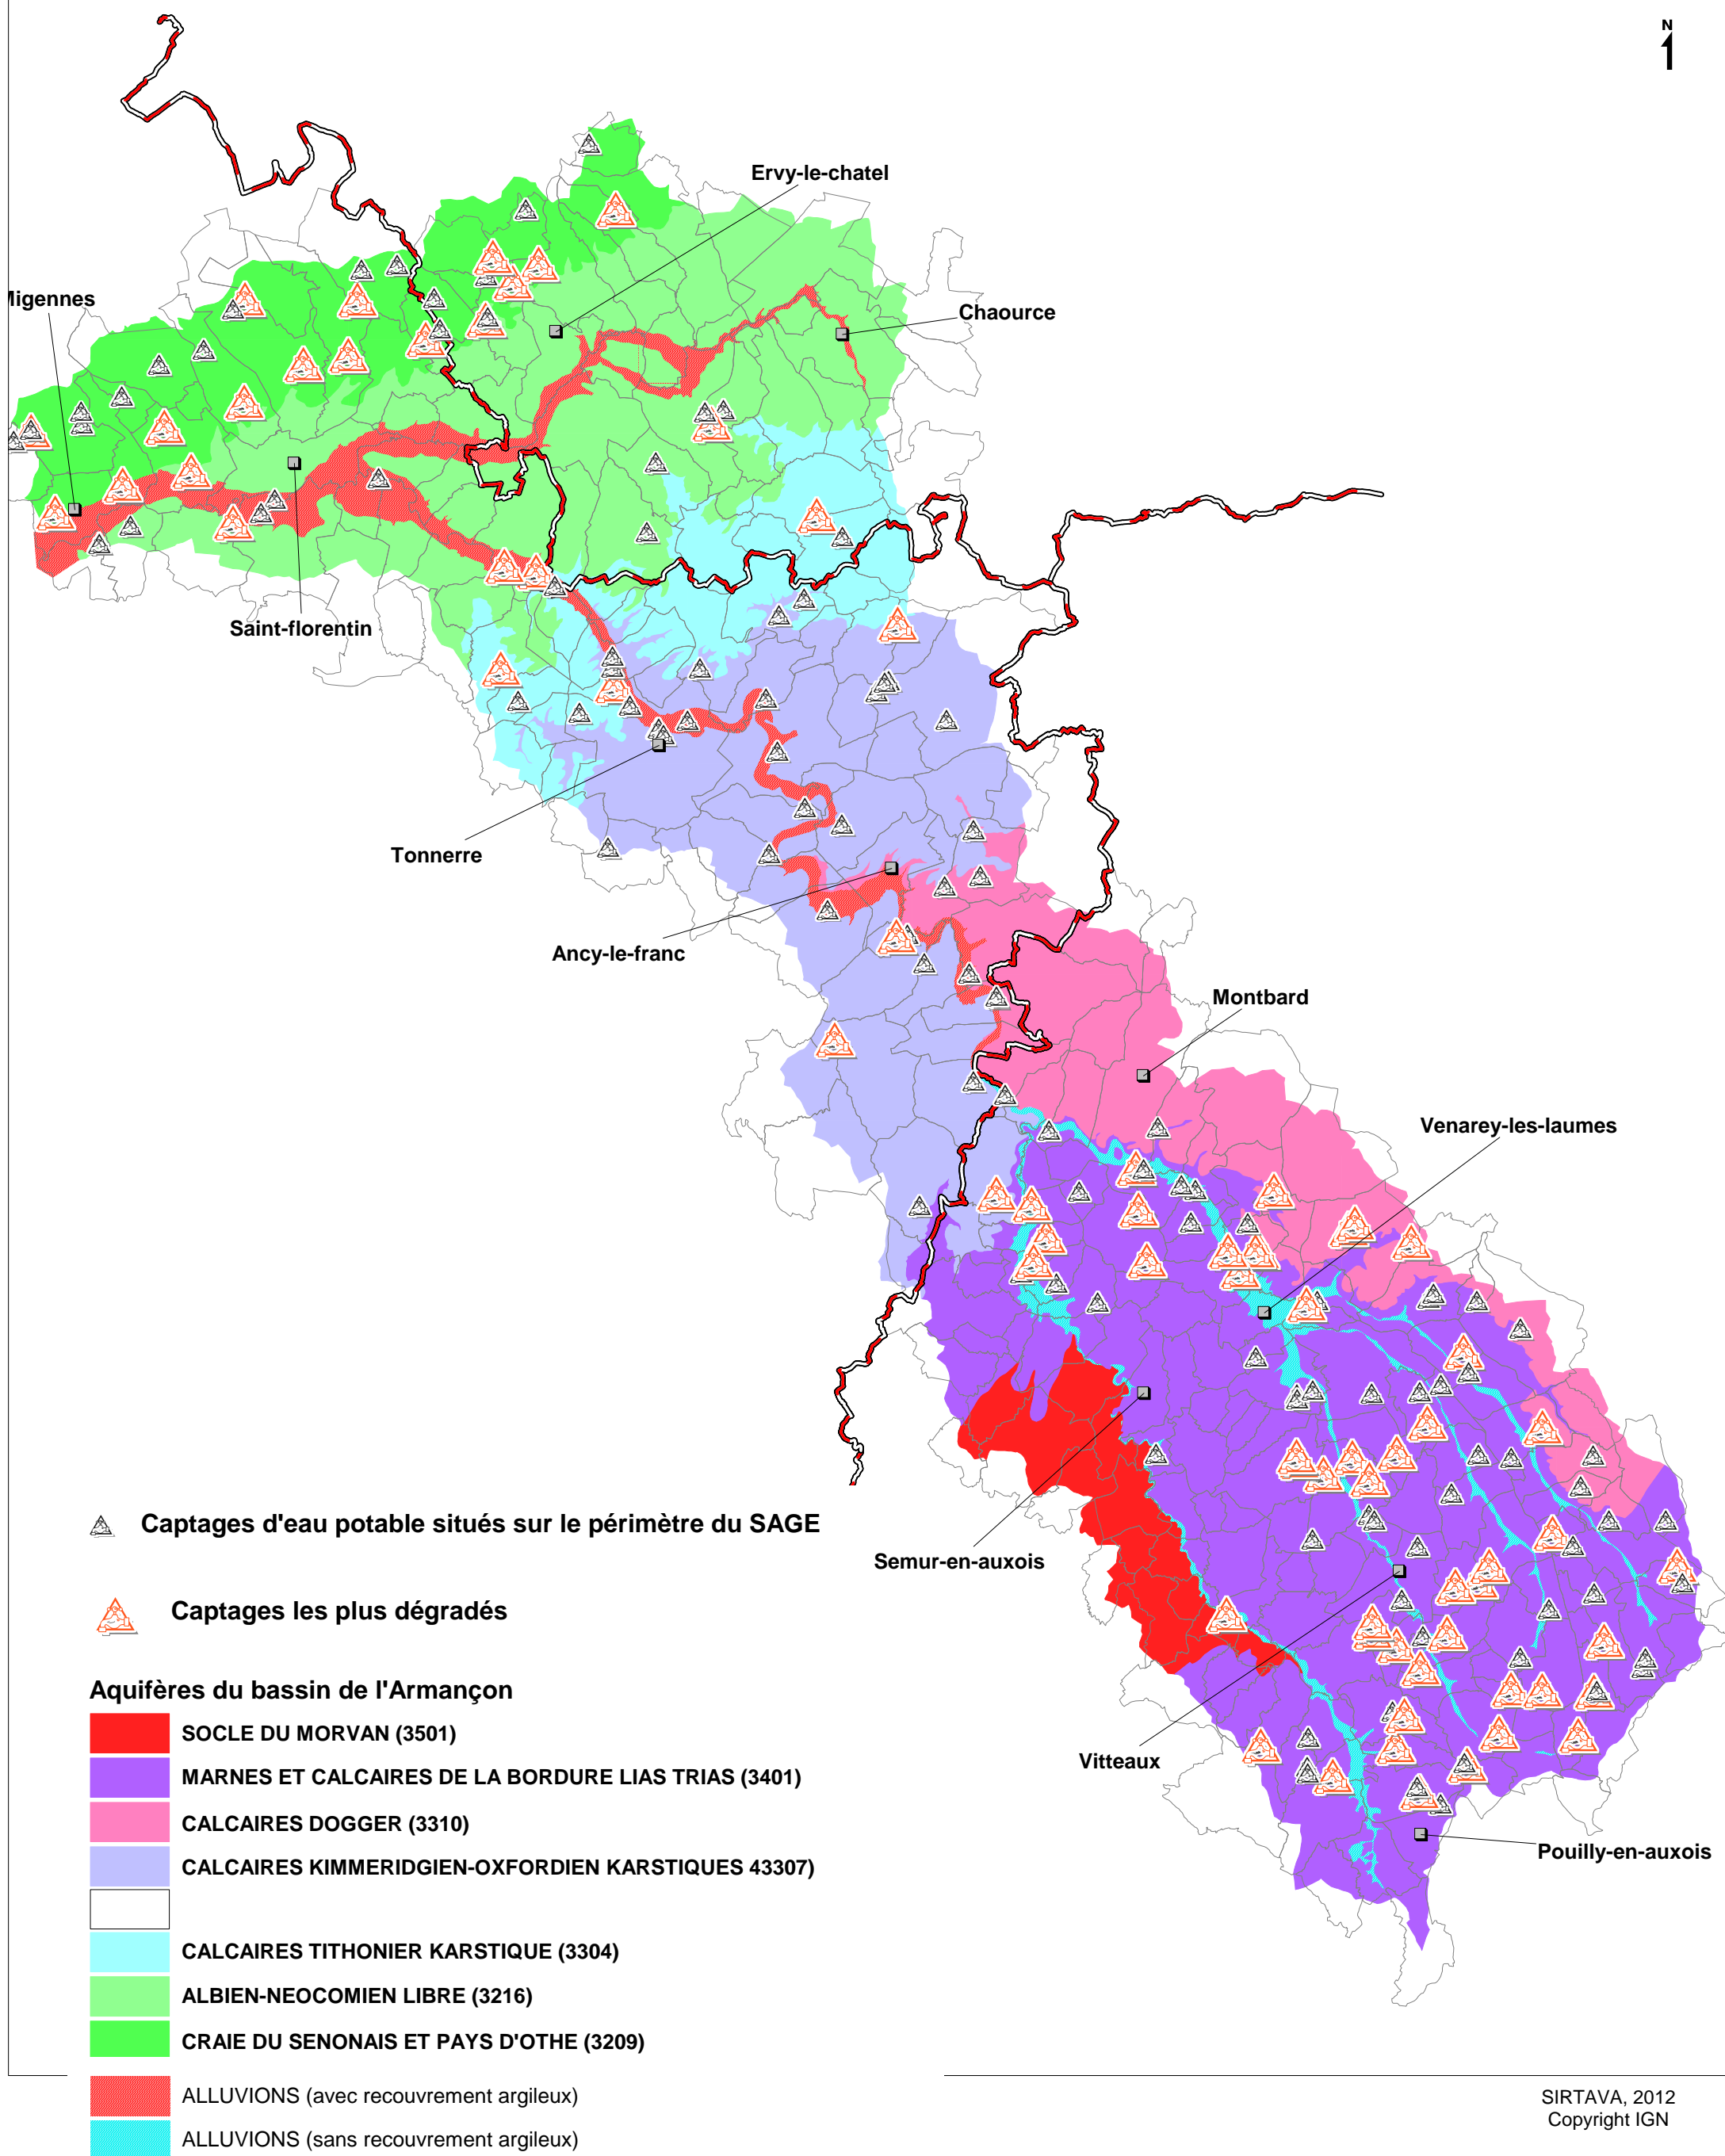 N
Ervy-le-chatel
Migennes
Chaource
Saint-florentin
Tonnerre
Ancy-le-franc
Montbard
Venarey-les-laumes
Captages d'eau potable situés sur le périmètre du SAGE
Semur-en-auxois
Captages les plus dégradés
Aquifères du bassin de l'Armançon
SOCLE DU MORVAN (3501)
Vitteaux
MARNES ET CALCAIRES DE LA BORDURE LIAS TRIAS (3401)
CALCAIRES DOGGER (3310)
Pouilly-en-auxois
CALCAIRES KIMMERIDGIEN-OXFORDIEN KARSTIQUES 43307)
CALCAIRES TITHONIER KARSTIQUE (3304)
ALBIEN-NEOCOMIEN LIBRE (3216)
CRAIE DU SENONAIS ET PAYS D'OTHE (3209)
ALLUVIONS (avec recouvrement argileux)
ALLUVIONS (sans recouvrement argileux)
SIRTAVA, 2012
Copyright IGN